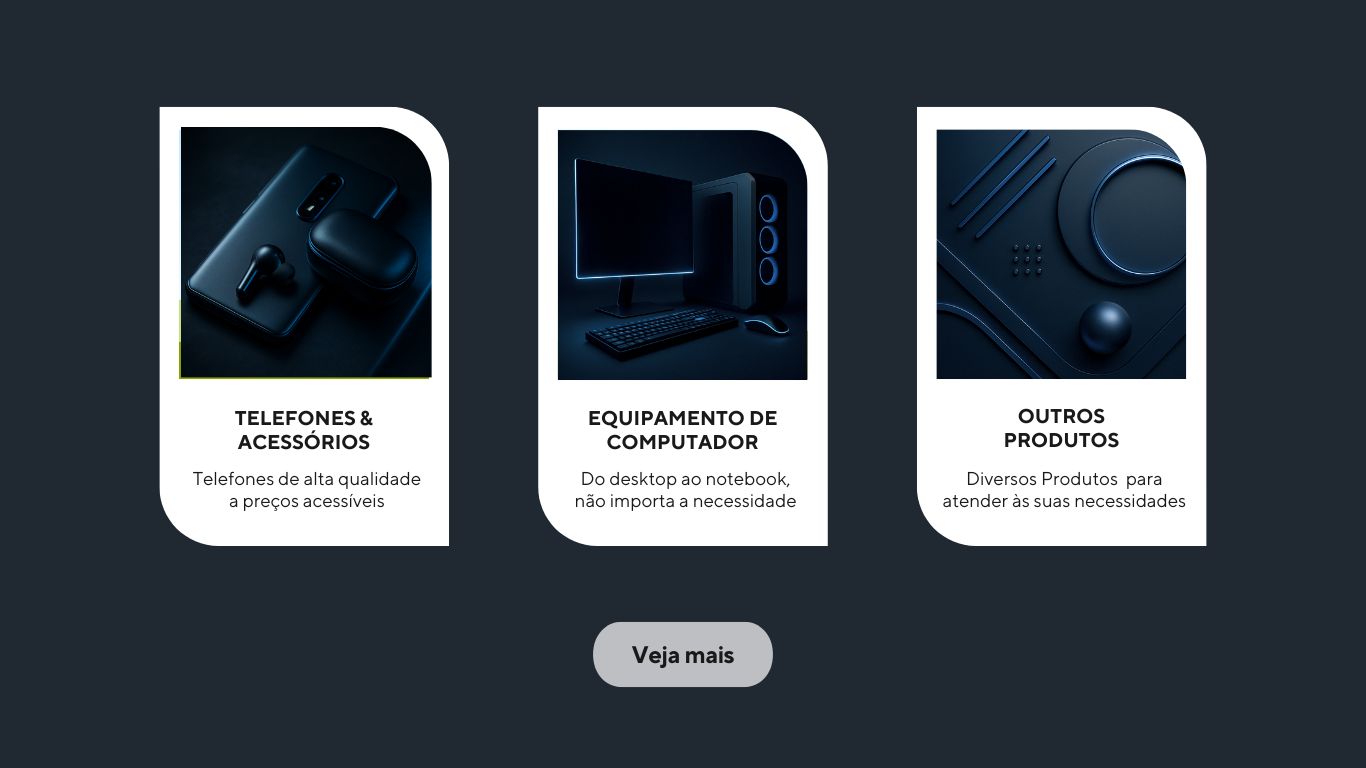 TELEFONES &
ACESSÓRIOS
Telefones de alta qualidade
a preços acessíveis
EQUIPAMENTO DE
COMPUTADOR
Do desktop ao notebook,
não importa a necessidade
OUTROS
PRODUTOS
Diversos Produtos  para
atender às suas necessidades
Veja mais